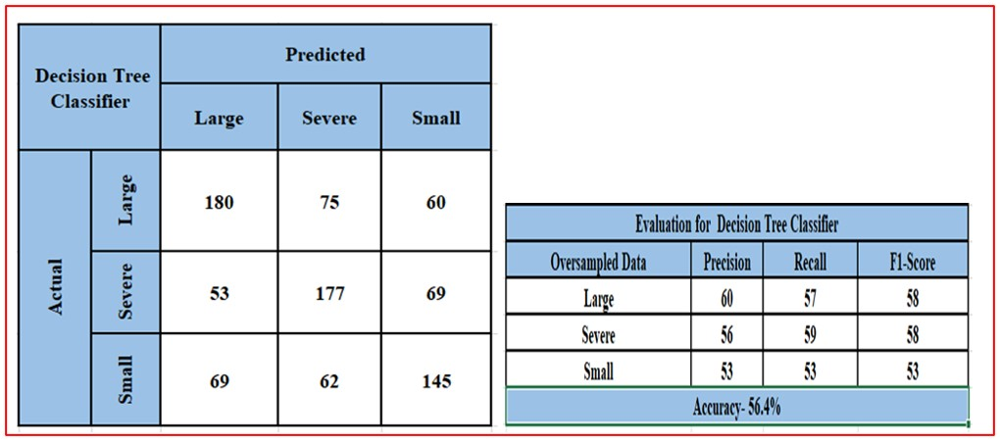 Decision Tree
Classifier
Predicted
Large Severe Small
Actual
Large 180 75 60
Severe 53 177 69
Small 69 62 145
Evaluation for Decision Tree Classifier
Oversampled Data Precision Recall F1-Score
Large 60 57 58
Severe 56 59 58
Small 53 53 53
Accuracy- 56.4%